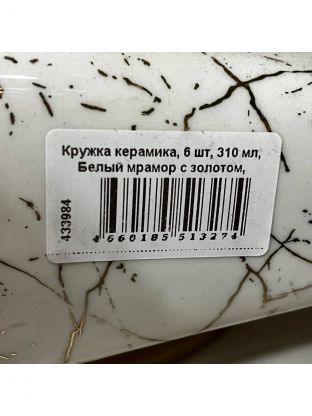 Кружка керамика, 6 шт, 310 мл,
Белый мрамор с золотом,
433984
4 660185 513274